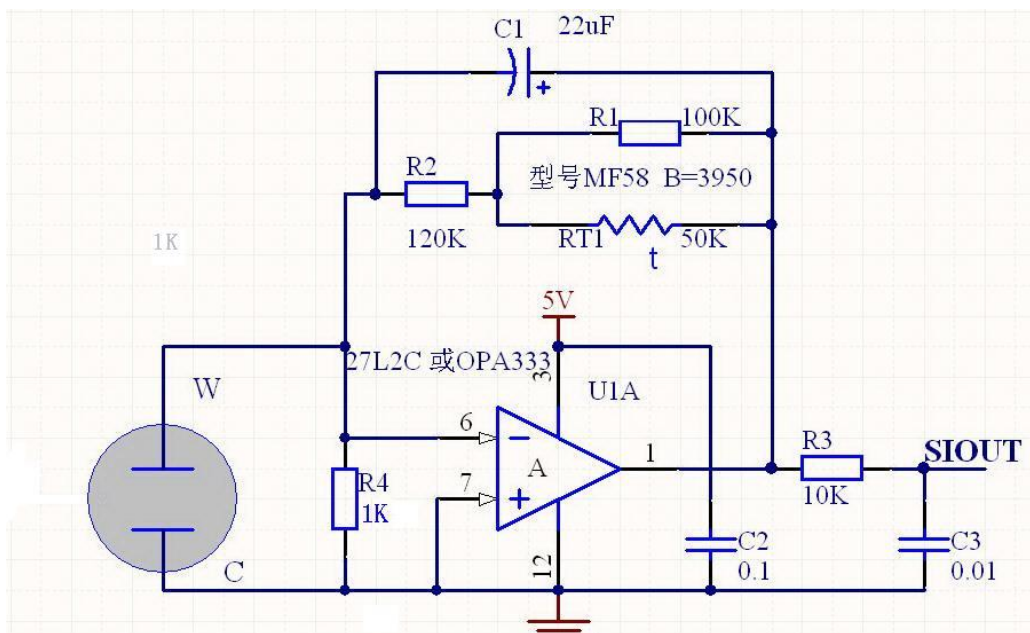 C1 22uF
+
R1 100K
R2
型号MF58 B=3950
1K
120K
RT1 50K
t
5V
27L2C 或OPA333
3
W
U1A
6
7
A
1
R3
SIOUT
R4
1K
10K
C
12
C2
0.1
C3
0.01